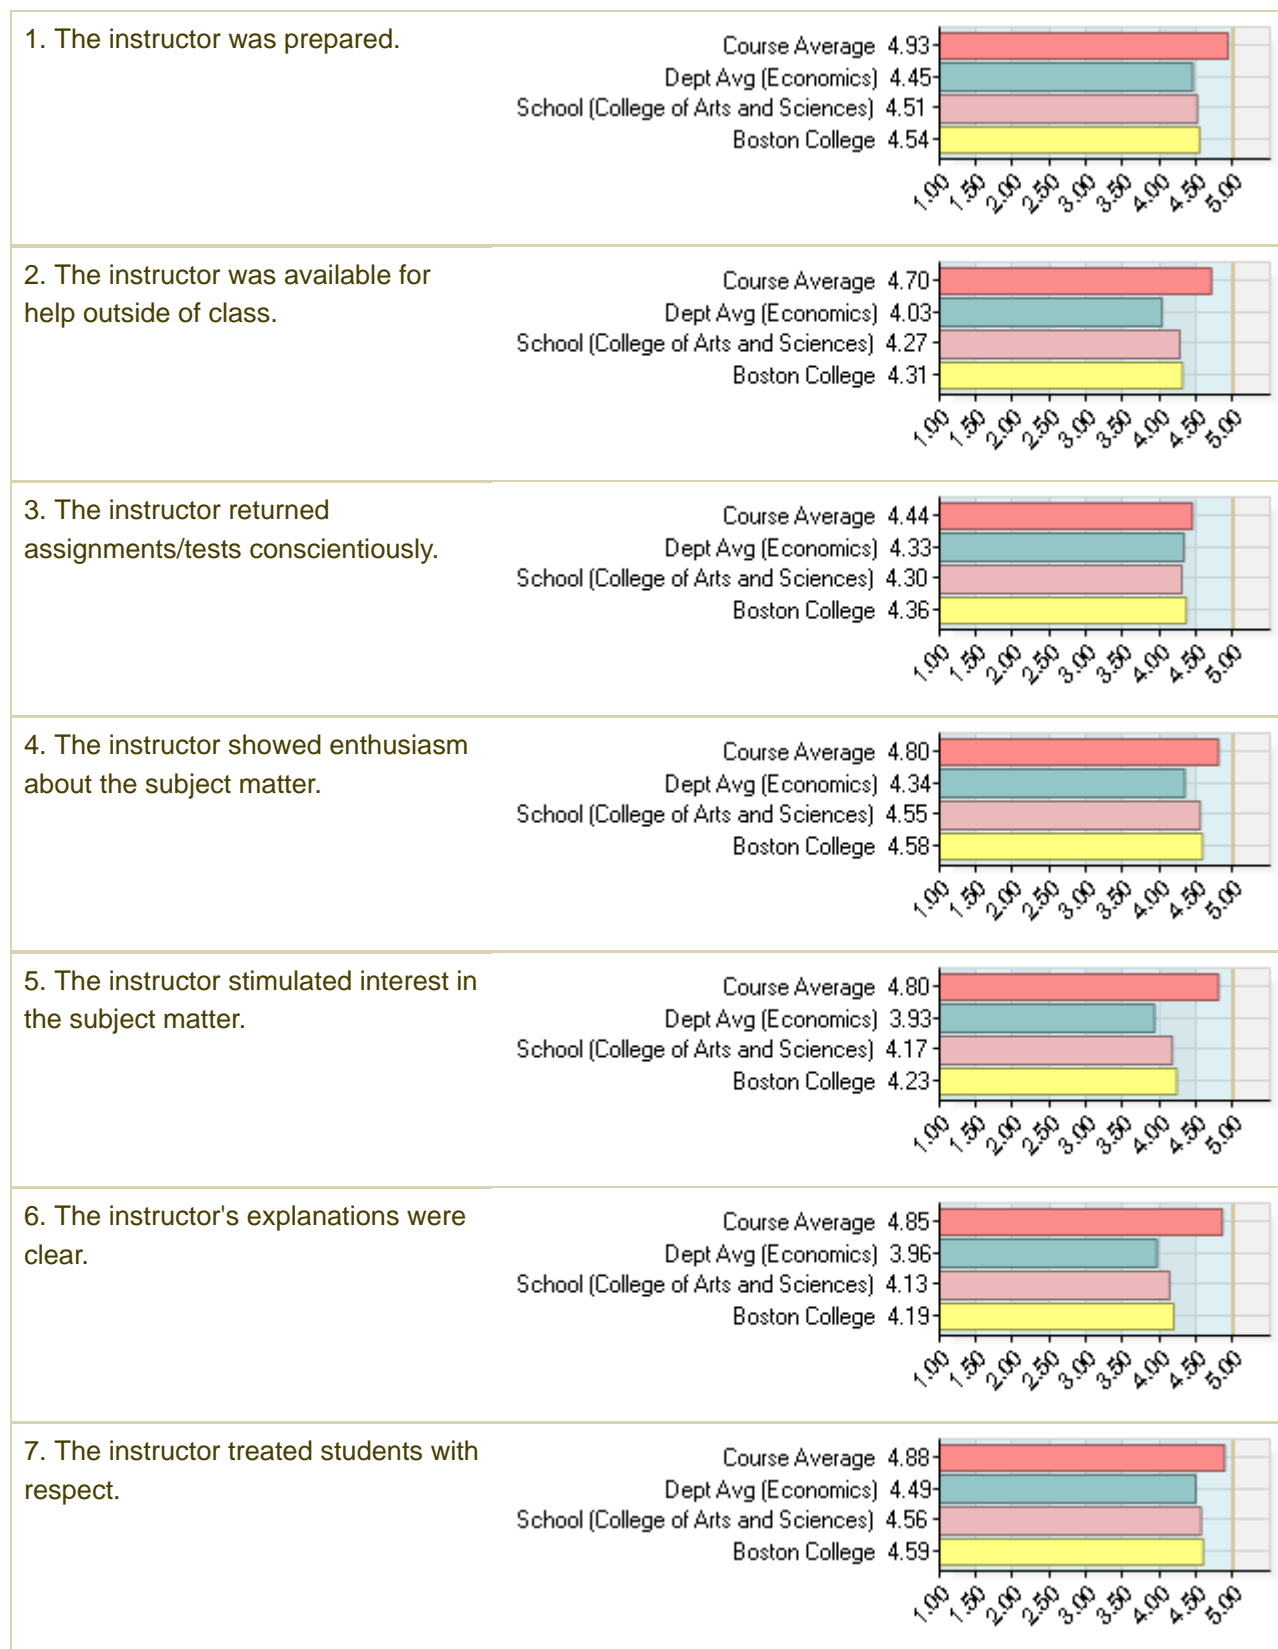 1. The instructor was prepared.
Course Average 4.93
Dept Avg (Economics) 4.45
School (College of Arts and Sciences) 4.51
Boston College 4.54
1.00 1.50 2.00 2.50 3.00 3.50 4.00 4.50 5.00
2. The instructor was available for
help outside of class.
Course Average 4.70
Dept Avg (Economics) 4.03
School (College of Arts and Sciences) 4.27
Boston College 4.31
1.00 1.50 2.00 2.50 3.00 3.50 4.00 4.50 5.00
3. The instructor returned
assignments/tests conscientiously.
Course Average 4.44
Dept Avg (Economics) 4.33
School (College of Arts and Sciences) 4.30
Boston College 4.36
1.00 1.50 2.00 2.50 3.00 3.50 4.00 4.50 5.00
4. The instructor showed enthusiasm
about the subject matter.
Course Average 4.80
Dept Avg (Economics) 4.34
School (College of Arts and Sciences) 4.55
Boston College 4.58
1.00 1.50 2.00 2.50 3.00 3.50 4.00 4.50 5.00
5. The instructor stimulated interest in
the subject matter.
Course Average 4.80
Dept Avg (Economics) 3.93
School (College of Arts and Sciences) 4.17
Boston College 4.23
1.00 1.50 2.00 2.50 3.00 3.50 4.00 4.50 5.00
6. The instructor's explanations were
clear.
Course Average 4.85
Dept Avg (Economics) 3.96
School (College of Arts and Sciences) 4.13
Boston College 4.19
1.00 1.50 2.00 2.50 3.00 3.50 4.00 4.50 5.00
7. The instructor treated students with
respect.
Course Average 4.88
Dept Avg (Economics) 4.49
School (College of Arts and Sciences) 4.56
Boston College 4.59
1.00 1.50 2.00 2.50 3.00 3.50 4.00 4.50 5.00